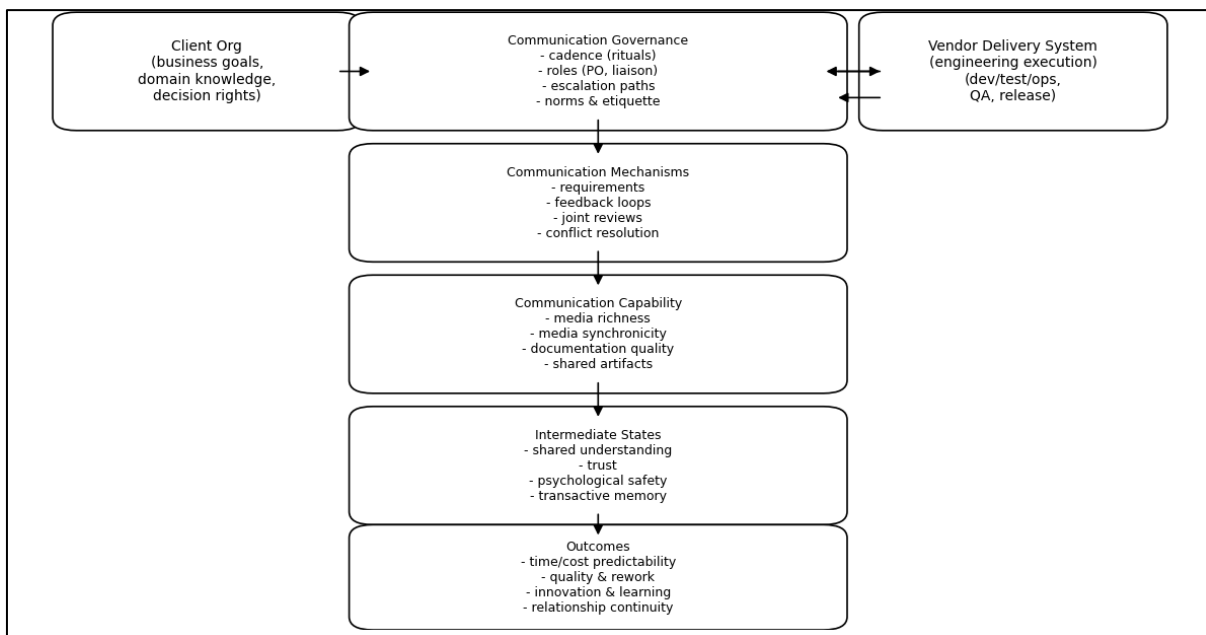 Client Org
(business goals,
domain knowledge,
decision rights)
Communication Governance
- cadence (rituals)
- roles (PO, liaison)
- escalation paths
- norms & etiquette
Vendor Delivery System
(engineering execution)
(dev/test/ops,
QA, release)
Communication Mechanisms
- requirements
- feedback loops
- joint reviews
- conflict resolution
Communication Capability
- media richness
- media synchronicity
- documentation quality
- shared artifacts
Intermediate States
- shared understanding
- trust
- psychological safety
- transactive memory
Outcomes
- time/cost predictability
- quality & rework
- innovation & learning
- relationship continuity